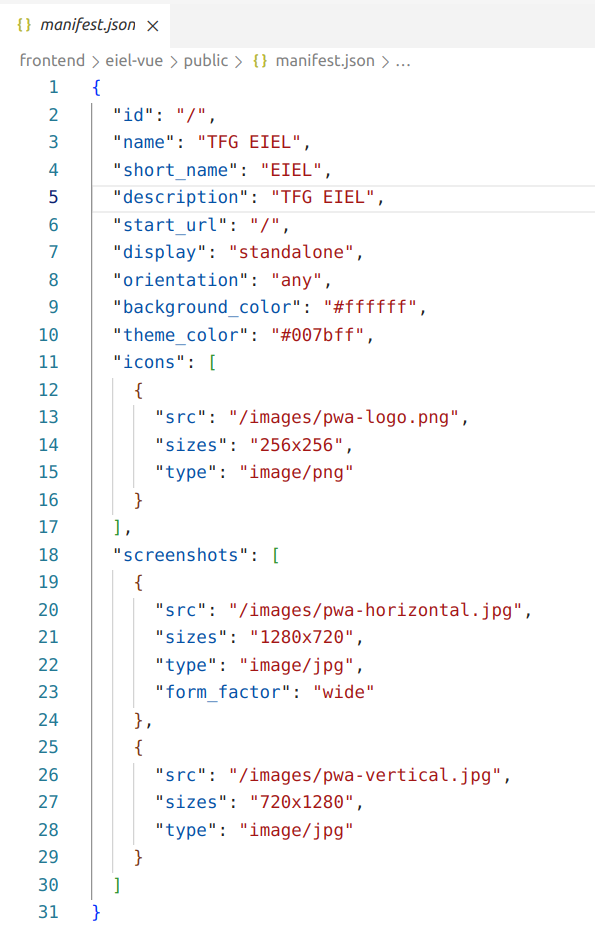 { } manifest.json ×
frontend > eiel-vue > public > { } manifest.json > ...
1 {
2 "id": "/",
3 "name": "TFG EIEL",
4 "short_name": "EIEL",
5 "description": "TFG EIEL",
6 "start_url": "/",
7 "display": "standalone",
8 "orientation": "any",
9 "background_color": "#ffffff",
10 "theme_color": "#007bff",
11 "icons": [
12 {
13 "src": "/images/pwa-logo.png",
14 "sizes": "256x256",
15 "type": "image/png"
16 }
17 ],
18 "screenshots": [
19 {
20 "src": "/images/pwa-horizontal.jpg",
21 "sizes": "1280x720",
22 "type": "image/jpg",
23 "form_factor": "wide"
24 },
25 {
26 "src": "/images/pwa-vertical.jpg",
27 "sizes": "720x1280",
28 "type": "image/jpg"
29 }
30 ]
31 }